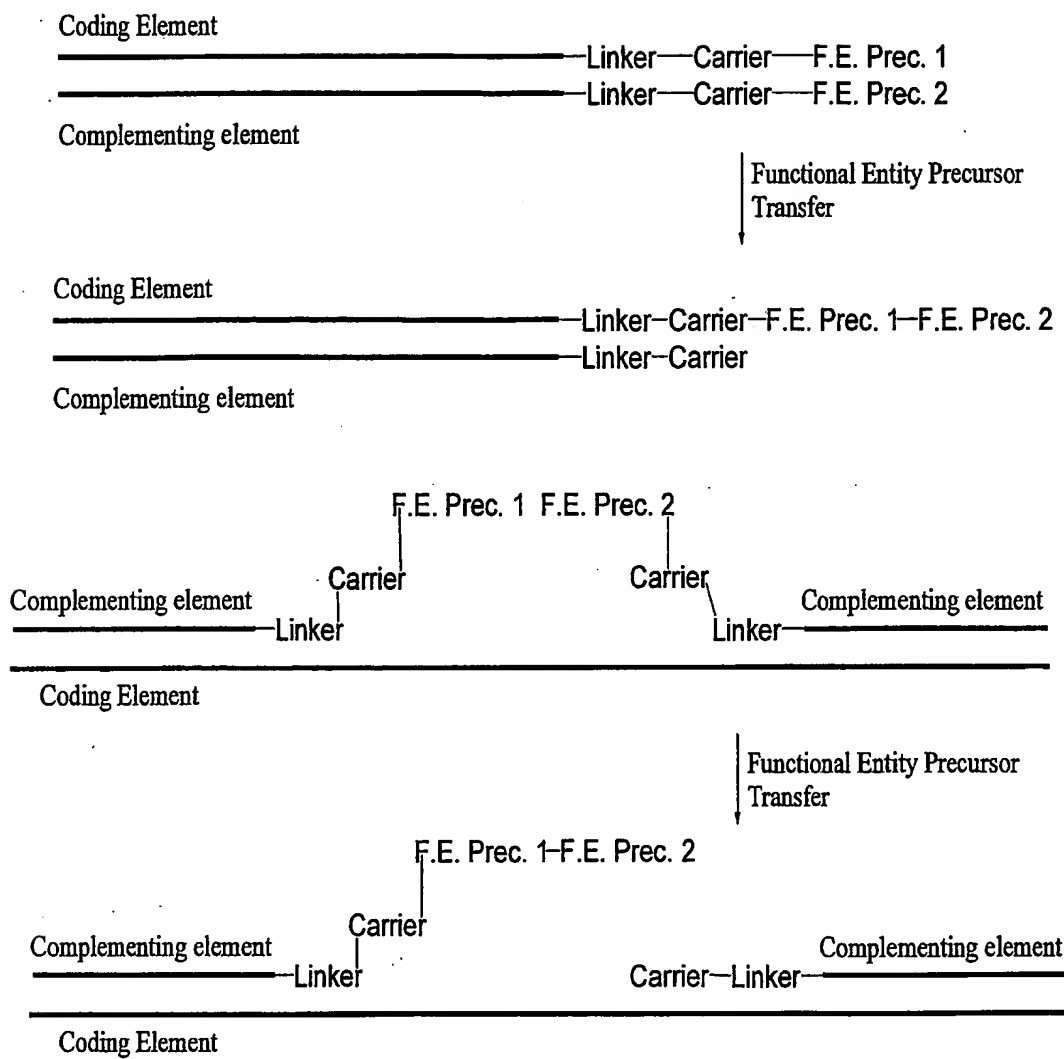 Coding Element
Linker—Carrier—F.E. Prec. 1
Linker—Carrier—F.E. Prec. 2
Complementing element
Functional Entity Precursor
Transfer
Coding Element
Linker–Carrier–F.E. Prec. 1–F.E. Prec. 2
Linker–Carrier
Complementing element
F.E. Prec. 1 F.E. Prec. 2
Carrier Carrier
Complementing element Complementing element
Linker Linker
Coding Element
Functional Entity Precursor
Transfer
F.E. Prec. 1–F.E. Prec. 2
Carrier
Complementing element Complementing element
Linker Carrier–Linker
Coding Element